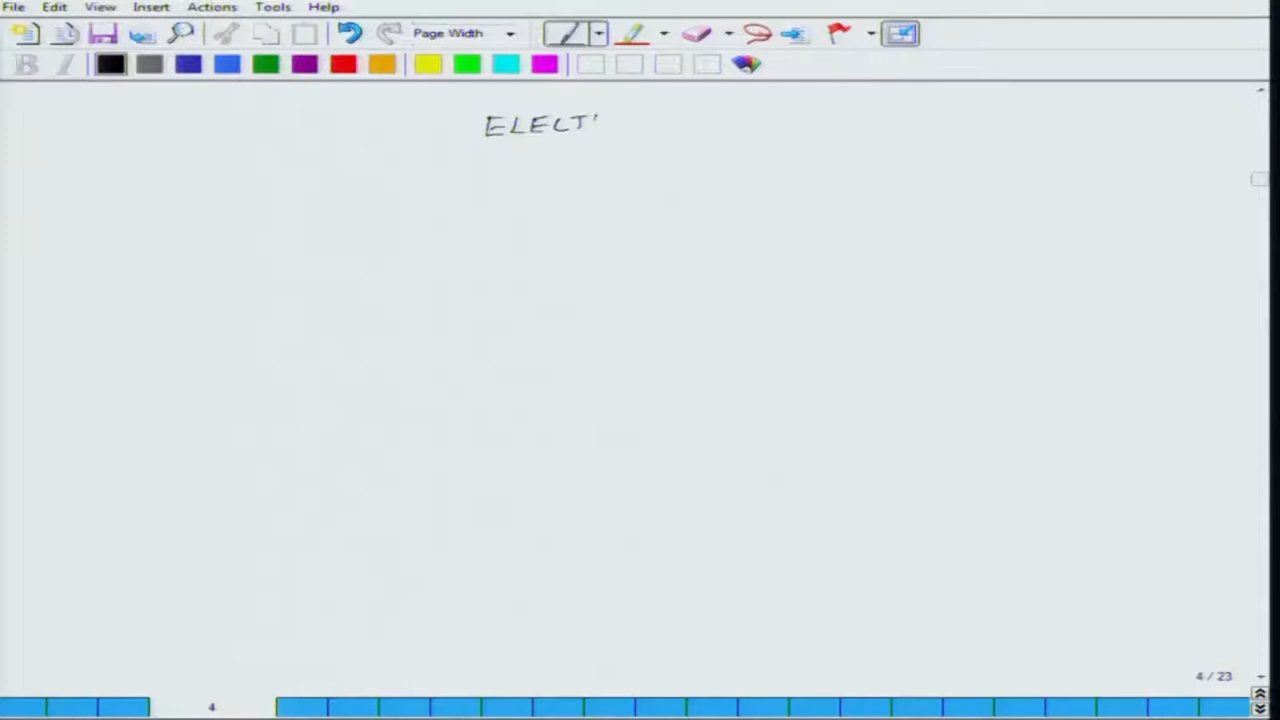 File Edit View Insert Actions Tools Help
Page Width
B I
ELECT
4 / 23
4